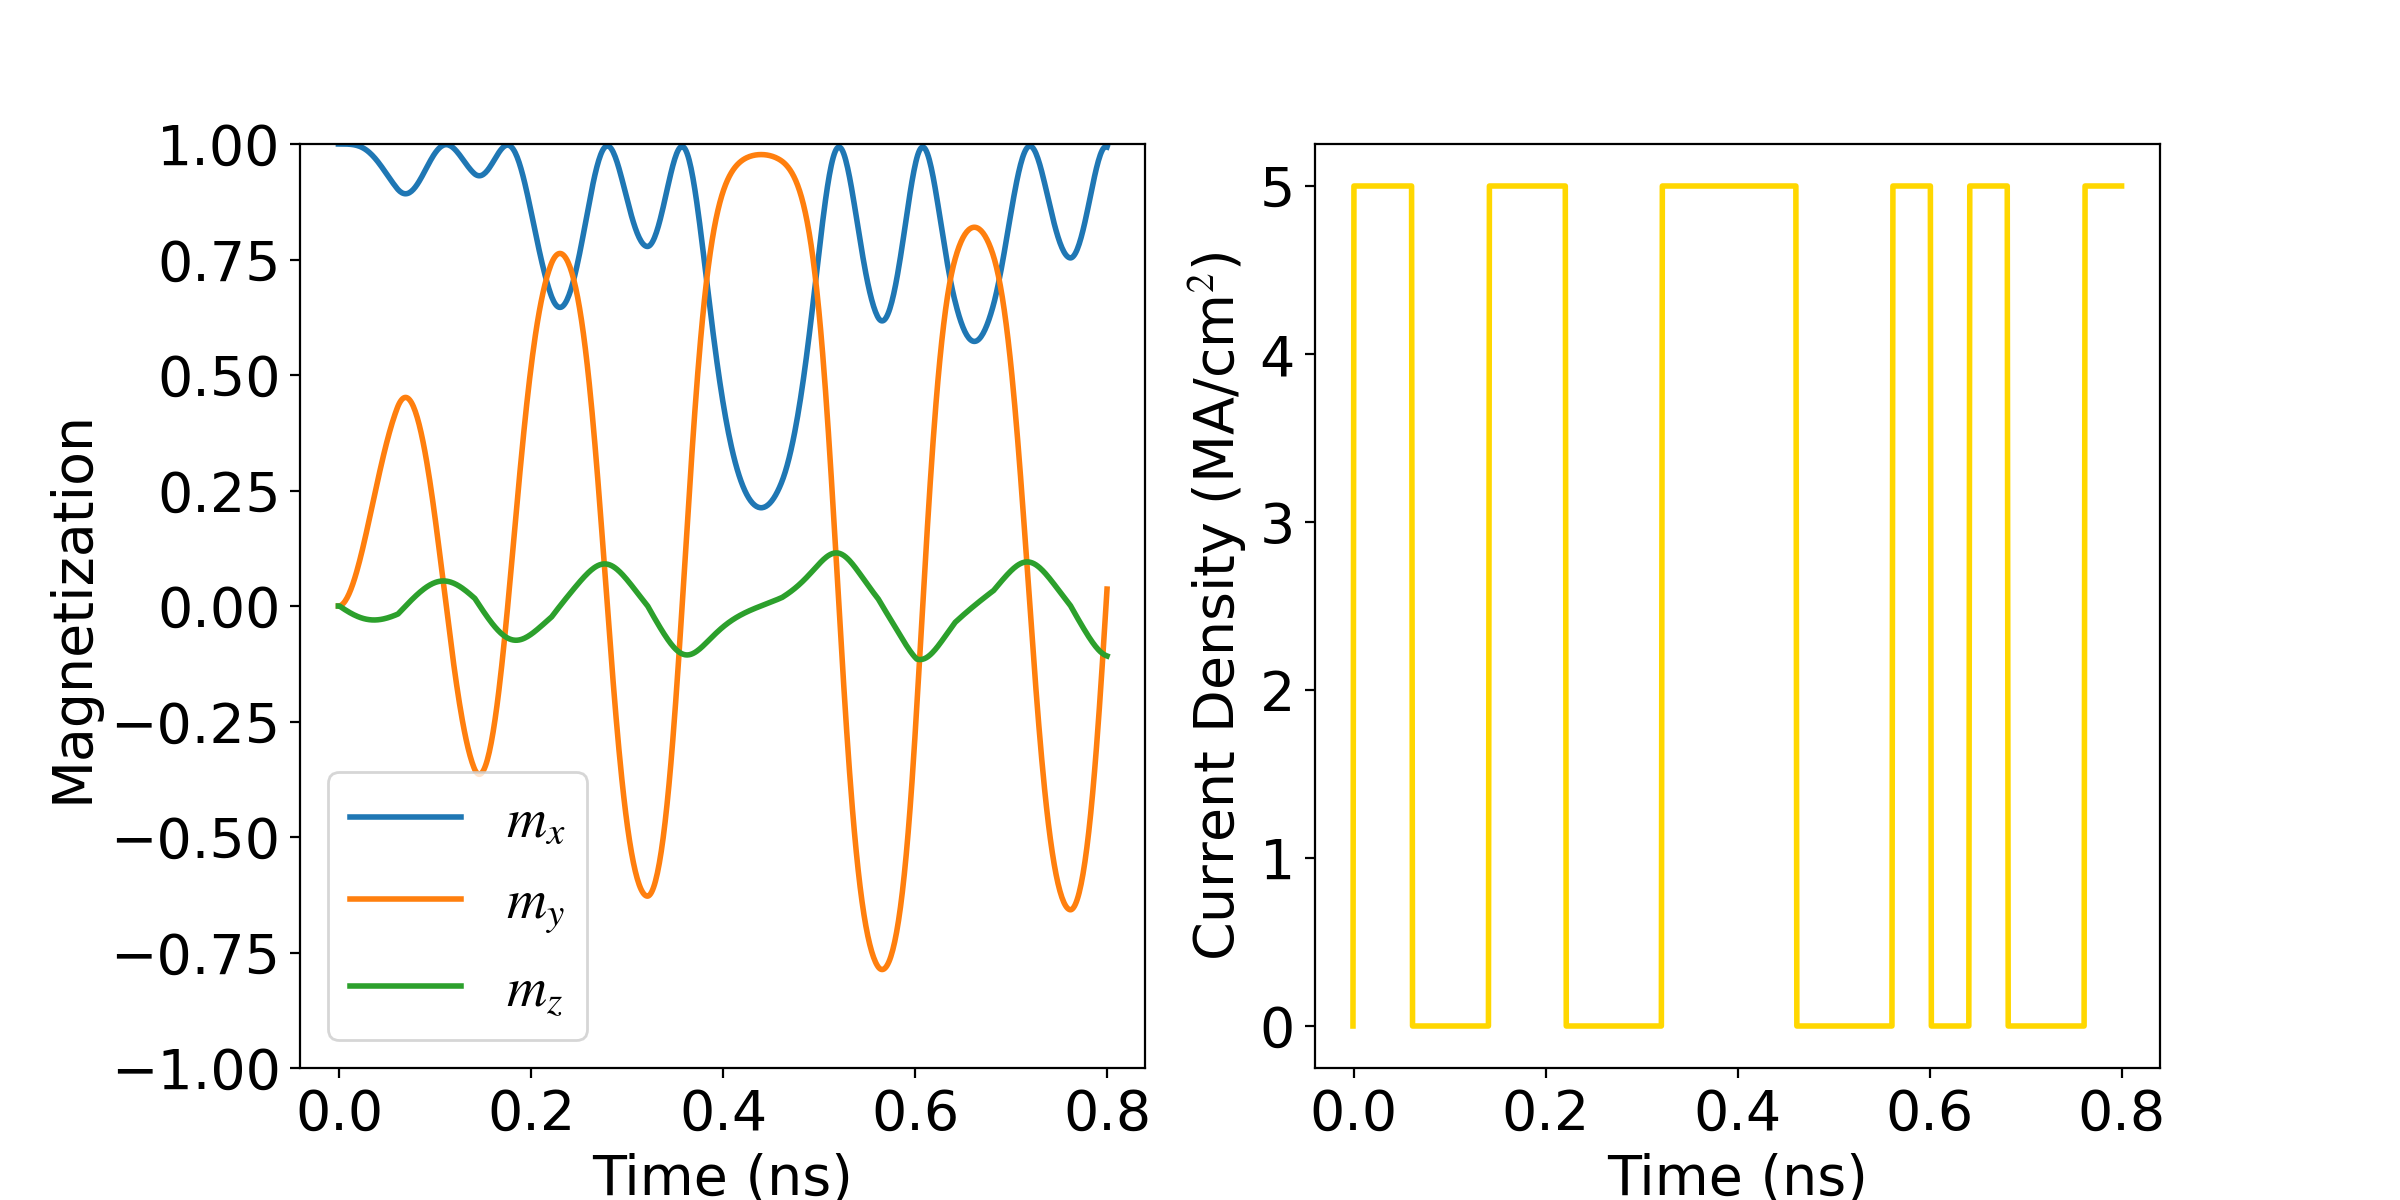 Magnetization
1.00
0.75
0.50
0.25
0.00
−0.25
−0.50
−0.75
−1.00
0.0 0.2 0.4 0.6 0.8
Time (ns)
m_x
m_y
m_z
Current Density (MA/cm²)
5
4
3
2
1
0
0.0 0.2 0.4 0.6 0.8
Time (ns)